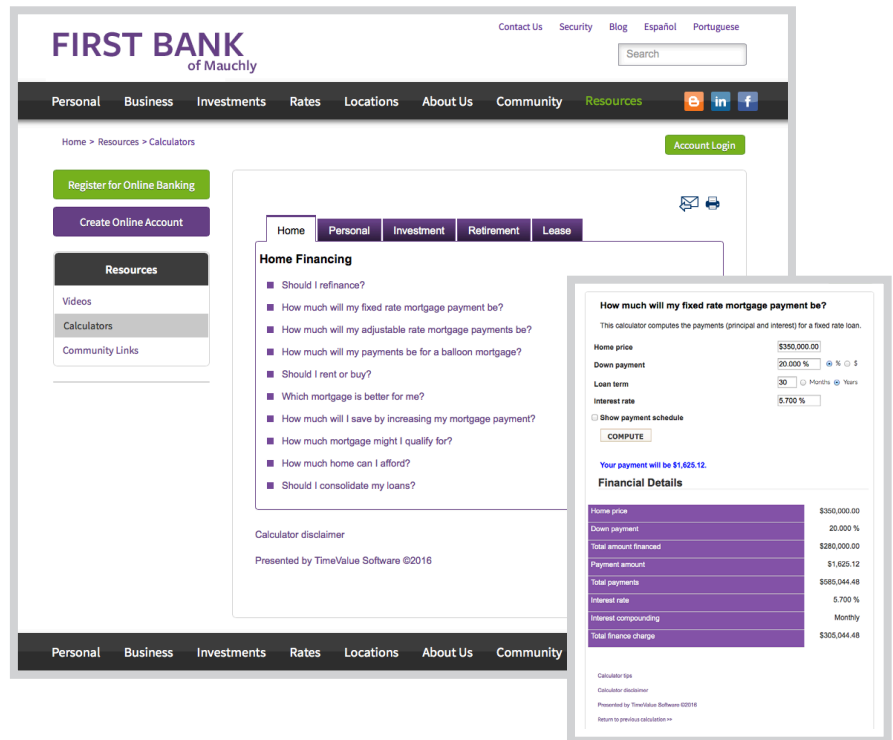 Contact Us Security Blog Español Portuguese
FIRST BANK
of Mauchly
Search
Personal Business Investments Rates Locations About Us Community Resources
Home > Resources > Calculators
Account Login
Register for Online Banking
Create Online Account
Resources
Videos
Calculators
Community Links
Home Personal Investment Retirement Lease
Home Financing
Should I refinance?
How much will my fixed rate mortgage payment be?
How much will my adjustable rate mortgage payments be?
How much will my payments be for a balloon mortgage?
Should I rent or buy?
Which mortgage is better for me?
How much will I save by increasing my mortgage payment?
How much mortgage might I qualify for?
How much home can I afford?
Should I consolidate my loans?
Calculator disclaimer
Presented by TimeValue Software ©2016
Personal Business Investments Rates Locations About Us Community
How much will my fixed rate mortgage payment be?
This calculator computes the payments (principal and interest) for a fixed rate loan.
Home price $350,000.00
Down payment 20.000 % % $
Loan term 30 Months Years
Interest rate 5.700 %
Show payment schedule
COMPUTE
Your payment will be $1,625.12.
Financial Details
Home price $350,000.00
Down payment 20.000 %
Total amount financed $280,000.00
Payment amount $1,625.12
Total payments $585,044.48
Interest rate 5.700 %
Interest compounding Monthly
Total finance charge $305,044.48
Calculator tips
Calculator disclaimer
Presented by TimeValue Software ©2016
Return to previous calculation >>